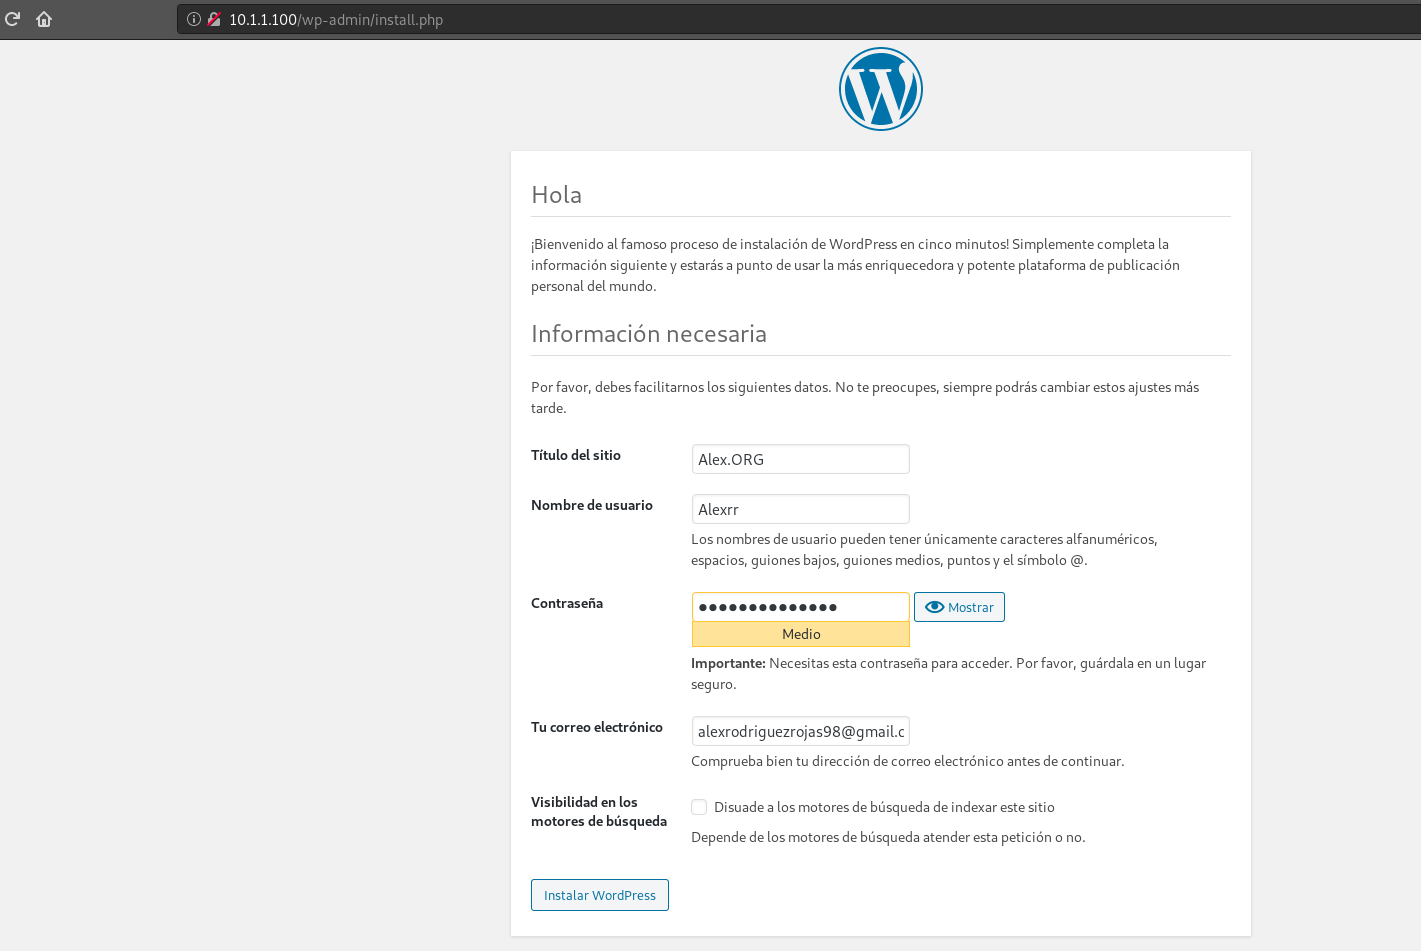 10.1.1.100/wp-admin/install.php
Hola
¡Bienvenido al famoso proceso de instalación de WordPress en cinco minutos! Simplemente completa la
información siguiente y estarás a punto de usar la más enriquecedora y potente plataforma de publicación
personal del mundo.
Información necesaria
Por favor, debes facilitarnos los siguientes datos. No te preocupes, siempre podrás cambiar estos ajustes más
tarde.
Título del sitio
Alex.ORG
Nombre de usuario
Alexrr
Los nombres de usuario pueden tener únicamente caracteres alfanuméricos,
espacios, guiones bajos, guiones medios, puntos y el símbolo @.
Contraseña
●●●●●●●●●●●●●●
Mostrar
Medio
Importante: Necesitas esta contraseña para acceder. Por favor, guárdala en un lugar
seguro.
Tu correo electrónico
alexrodriguezrojas98@gmail.c
Comprueba bien tu dirección de correo electrónico antes de continuar.
Visibilidad en los
motores de búsqueda
Disuade a los motores de búsqueda de indexar este sitio
Depende de los motores de búsqueda atender esta petición o no.
Instalar WordPress